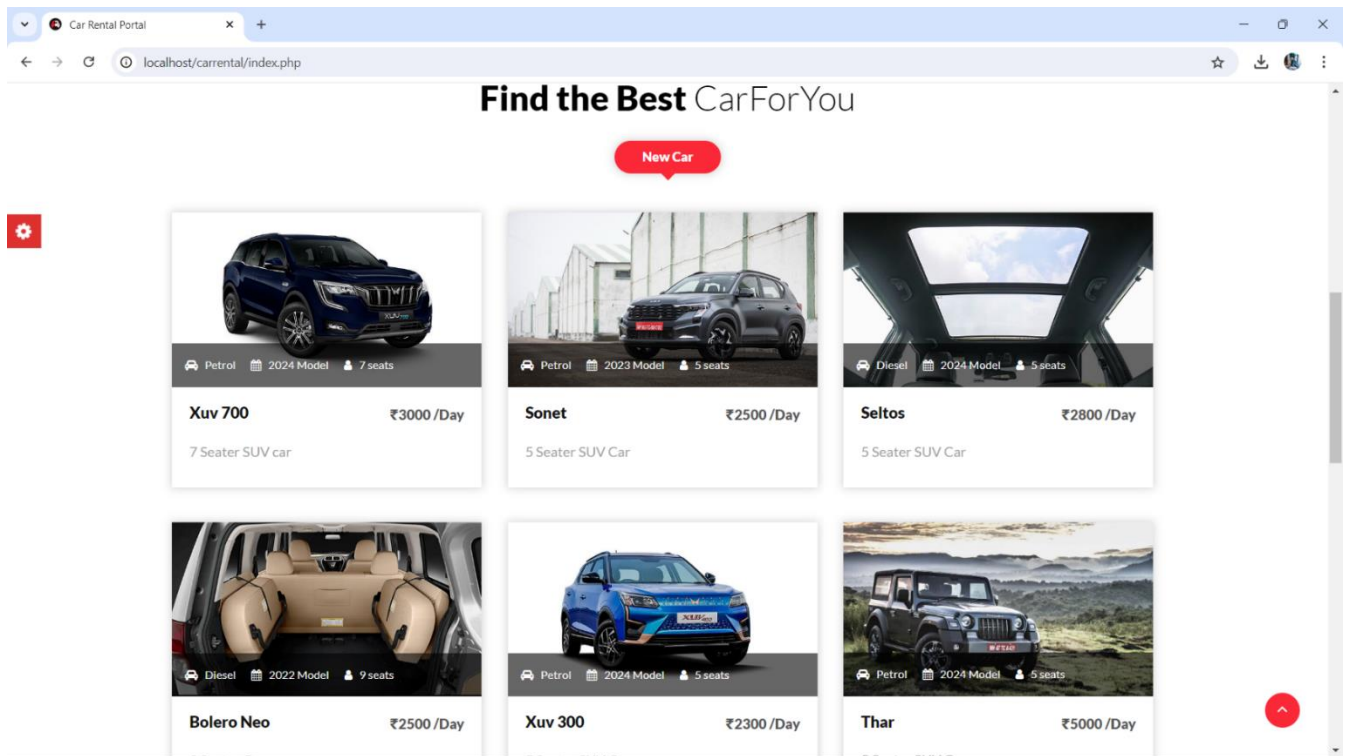 Car Rental Portal
localhost/carrental/index.php
Find the Best CarForYou
New Car
Petrol 2024 Model 7 seats
Petrol 2023 Model 5 seats
Diesel 2024 Model 5 seats
Xuv 700 ₹3000 /Day
Sonet ₹2500 /Day
Seltos ₹2800 /Day
7 Seater SUV car
5 Seater SUV Car
5 Seater SUV Car
Diesel 2022 Model 9 seats
Petrol 2024 Model 5 seats
Petrol 2024 Model 5 seats
Bolero Neo ₹2500 /Day
Xuv 300 ₹2300 /Day
Thar ₹5000 /Day